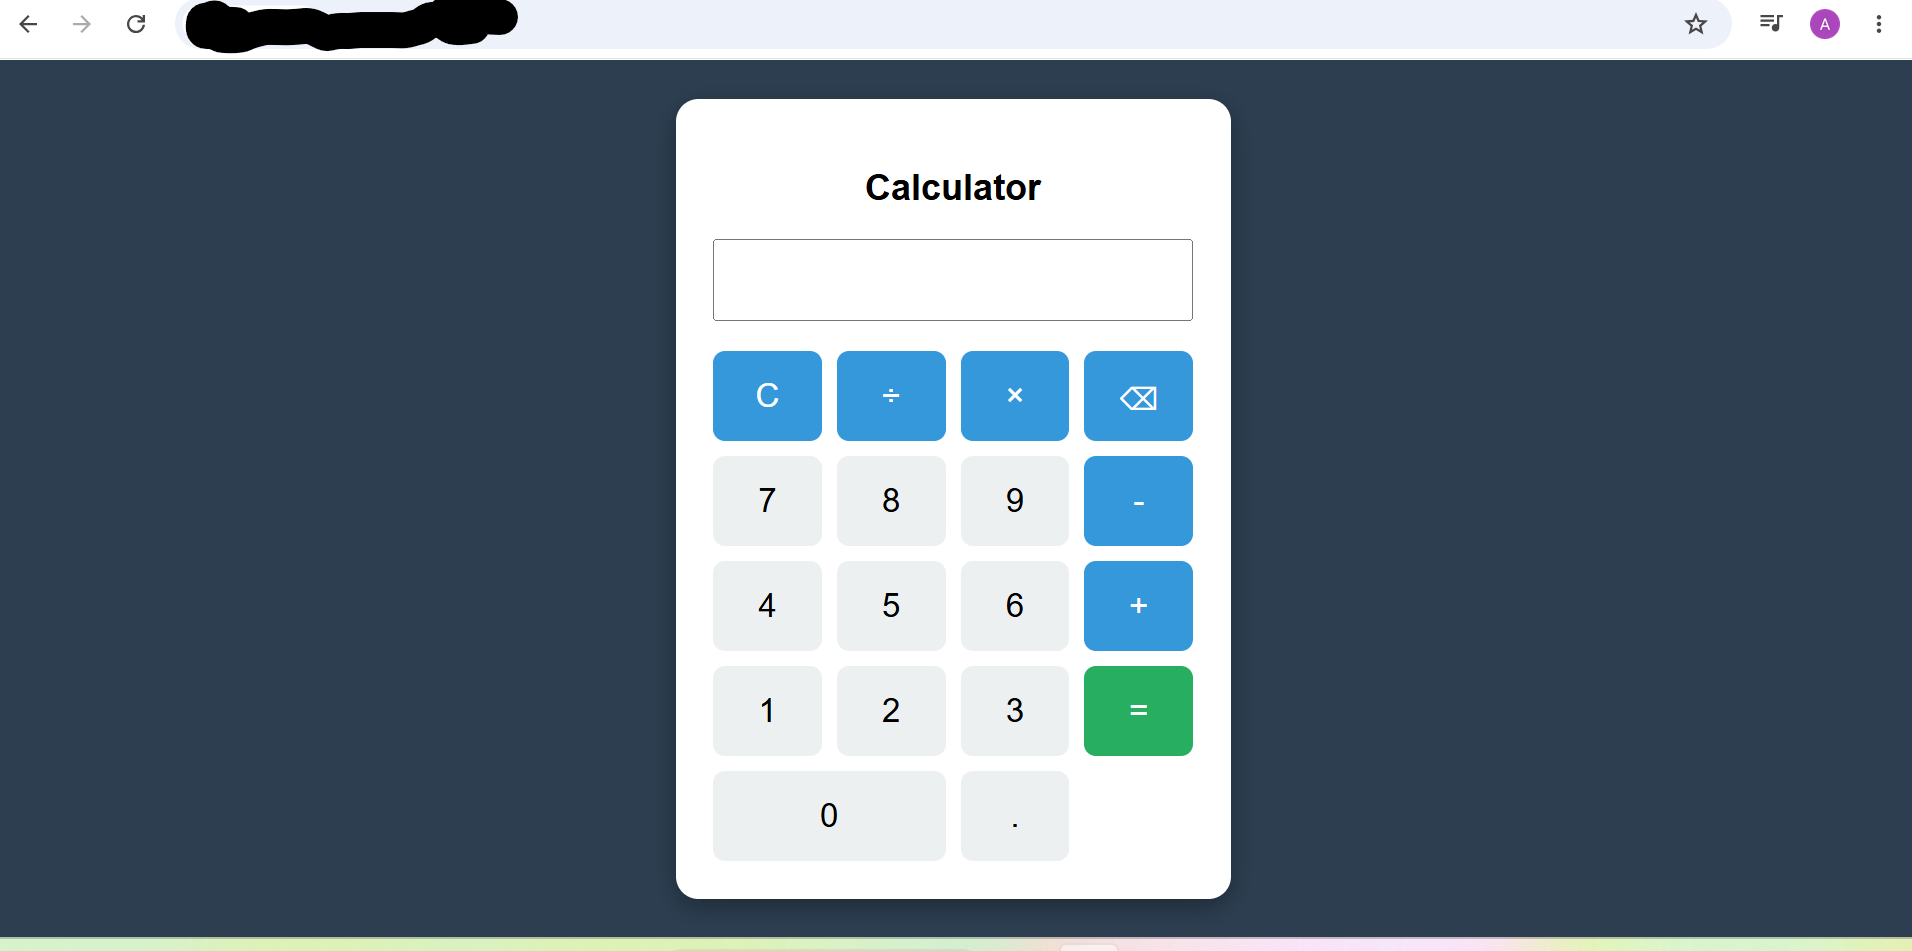 A
Calculator
C ÷ × ⌫
7 8 9 -
4 5 6 +
1 2 3 =
0 .